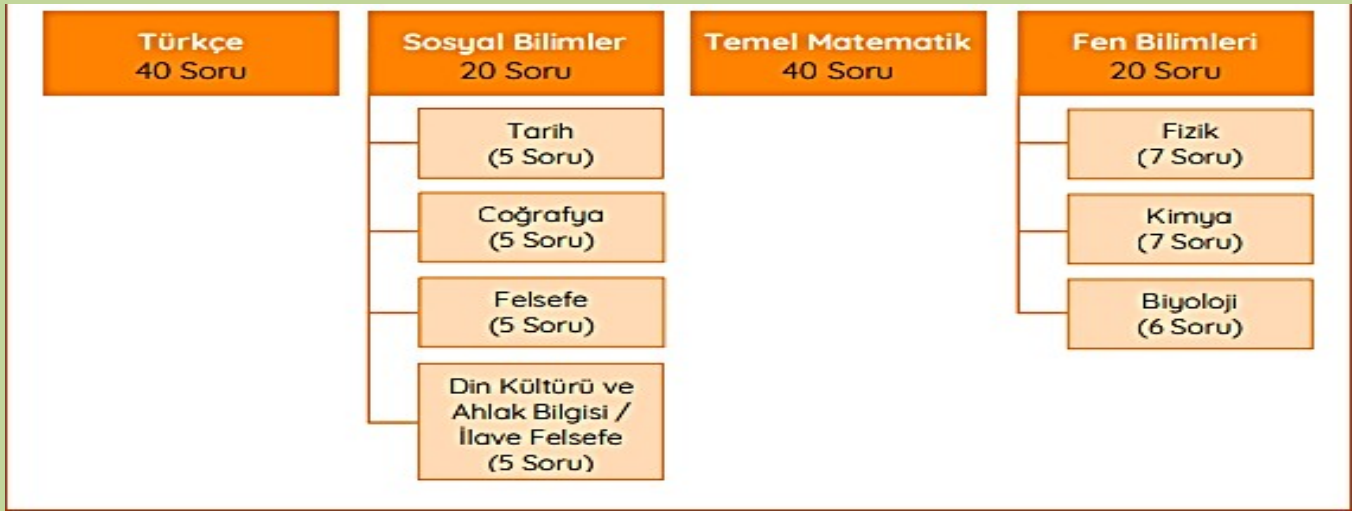 Türkçe
40 Soru
Sosyal Bilimler
20 Soru
Tarih
(5 Soru)
Coğrafya
(5 Soru)
Felsefe
(5 Soru)
Din Kültürü ve
Ahlak Bilgisi /
İlave Felsefe
(5 Soru)
Temel Matematik
40 Soru
Fen Bilimleri
20 Soru
Fizik
(7 Soru)
Kimya
(7 Soru)
Biyoloji
(6 Soru)